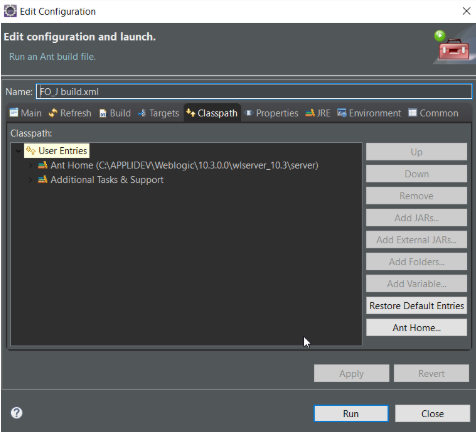 Edit Configuration
Edit configuration and launch.
Run an Ant build file.
Name: FO_J build.xml
Main Refresh Build Targets Classpath Properties JRE Environment Common
Classpath:
User Entries
Ant Home (C:\APPLIDEV\Weblogic\10.3.0.0\wlserver_10.3\server)
Additional Tasks & Support
Up
Down
Remove
Add JARs...
Add External JARs...
Add Folders...
Add Variable...
Restore Default Entries
Ant Home...
Apply Revert
Run Close